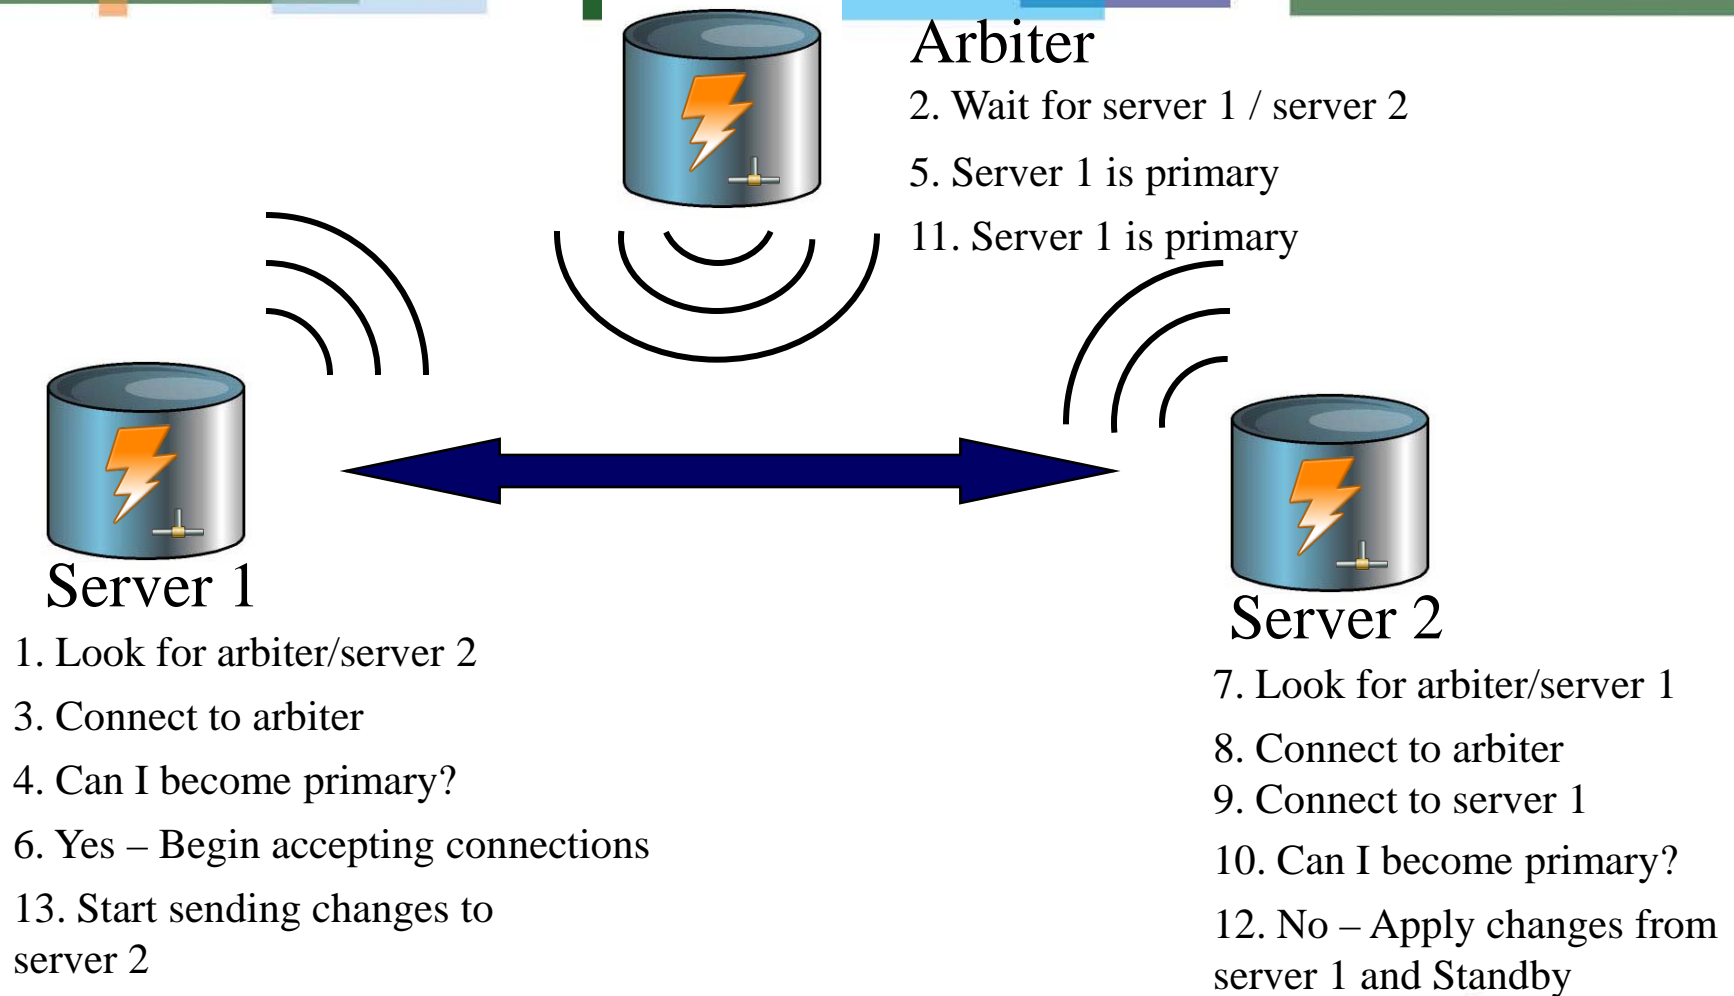 Arbiter
2. Wait for server 1 / server 2
5. Server 1 is primary
11. Server 1 is primary
Server 1
1. Look for arbiter/server 2
3. Connect to arbiter
4. Can I become primary?
6. Yes – Begin accepting connections
13. Start sending changes to
server 2
Server 2
7. Look for arbiter/server 1
8. Connect to arbiter
9. Connect to server 1
10. Can I become primary?
12. No – Apply changes from
server 1 and Standby